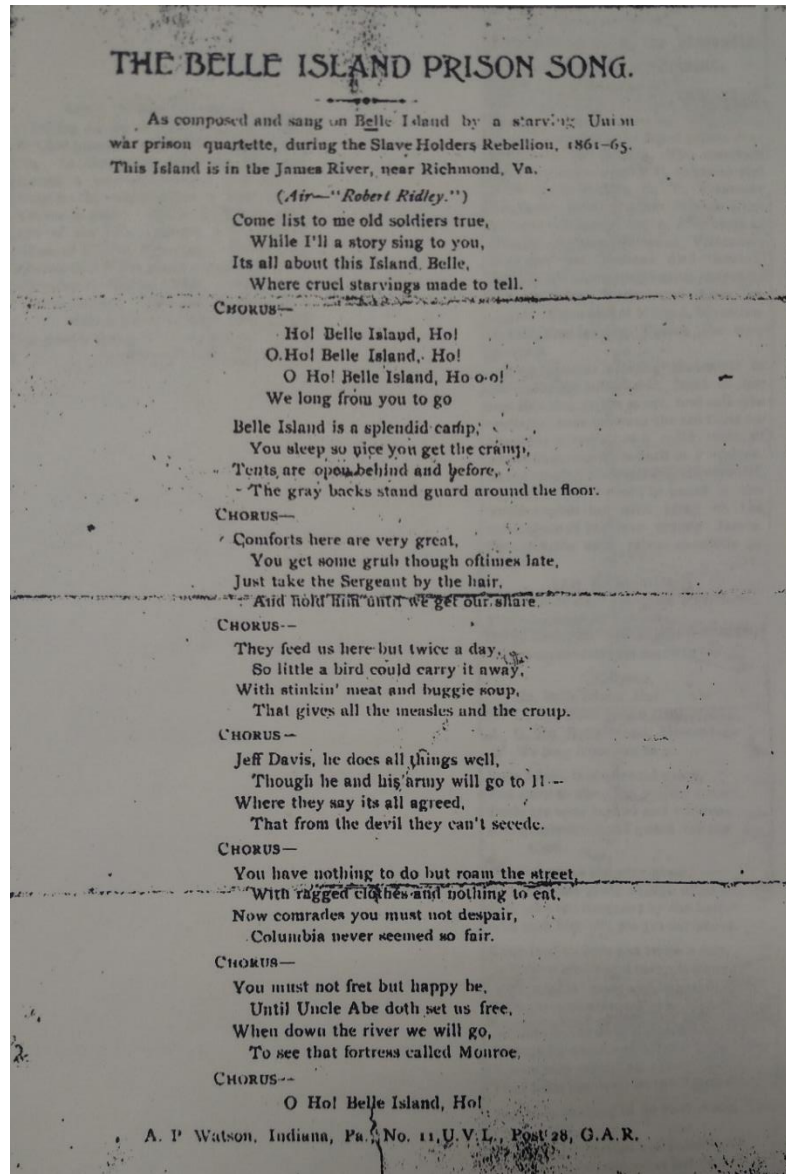 THE BELLE ISLAND PRISON SONG.
As composed and sang on Belle Island by a starving Union
war prison quartette, during the Slave Holders Rebellion, 1861-65.
This Island is in the James River, near Richmond, Va.
(Air—"Robert Ridley.")
Come list to me old soldiers true,
While I'll a story sing to you,
Its all about this Island, Belle,
Where cruel starvings made to tell.
CHORUS—
Ho! Belle Island, Ho!
O Ho! Belle Island, Ho!
O Ho! Belle Island, Ho o-o!
We long from you to go
Belle Island is a splendid camp,
You sleep so nice you get the cramp,
Tents are open behind and before,
The gray backs stand guard around the floor.
CHORUS—
Comforts here are very great,
You get some grub though oftimes late,
Just take the Sergeant by the hair,
And hold him until we get our share.
CHORUS--
They feed us here but twice a day,
So little a bird could carry it away,
With stinkin' meat and buggie soup,
That gives all the measles and the croup.
CHORUS—
Jeff Davis, he does all things well,
Though he and his army will go to H--
Where they say its all agreed,
That from the devil they can't secede.
CHORUS—
You have nothing to do but roam the street,
With ragged clothes and nothing to eat,
Now comrades you must not despair,
Columbia never seemed so fair.
CHORUS—
You must not fret but happy be,
Until Uncle Abe doth set us free,
When down the river we will go,
To see that fortress called Monroe,
CHORUS--
O Ho! Belle Island, Ho!
A. P Watson, Indiana, Pa., No. 11, U.V.L., Post 28, G.A.R.